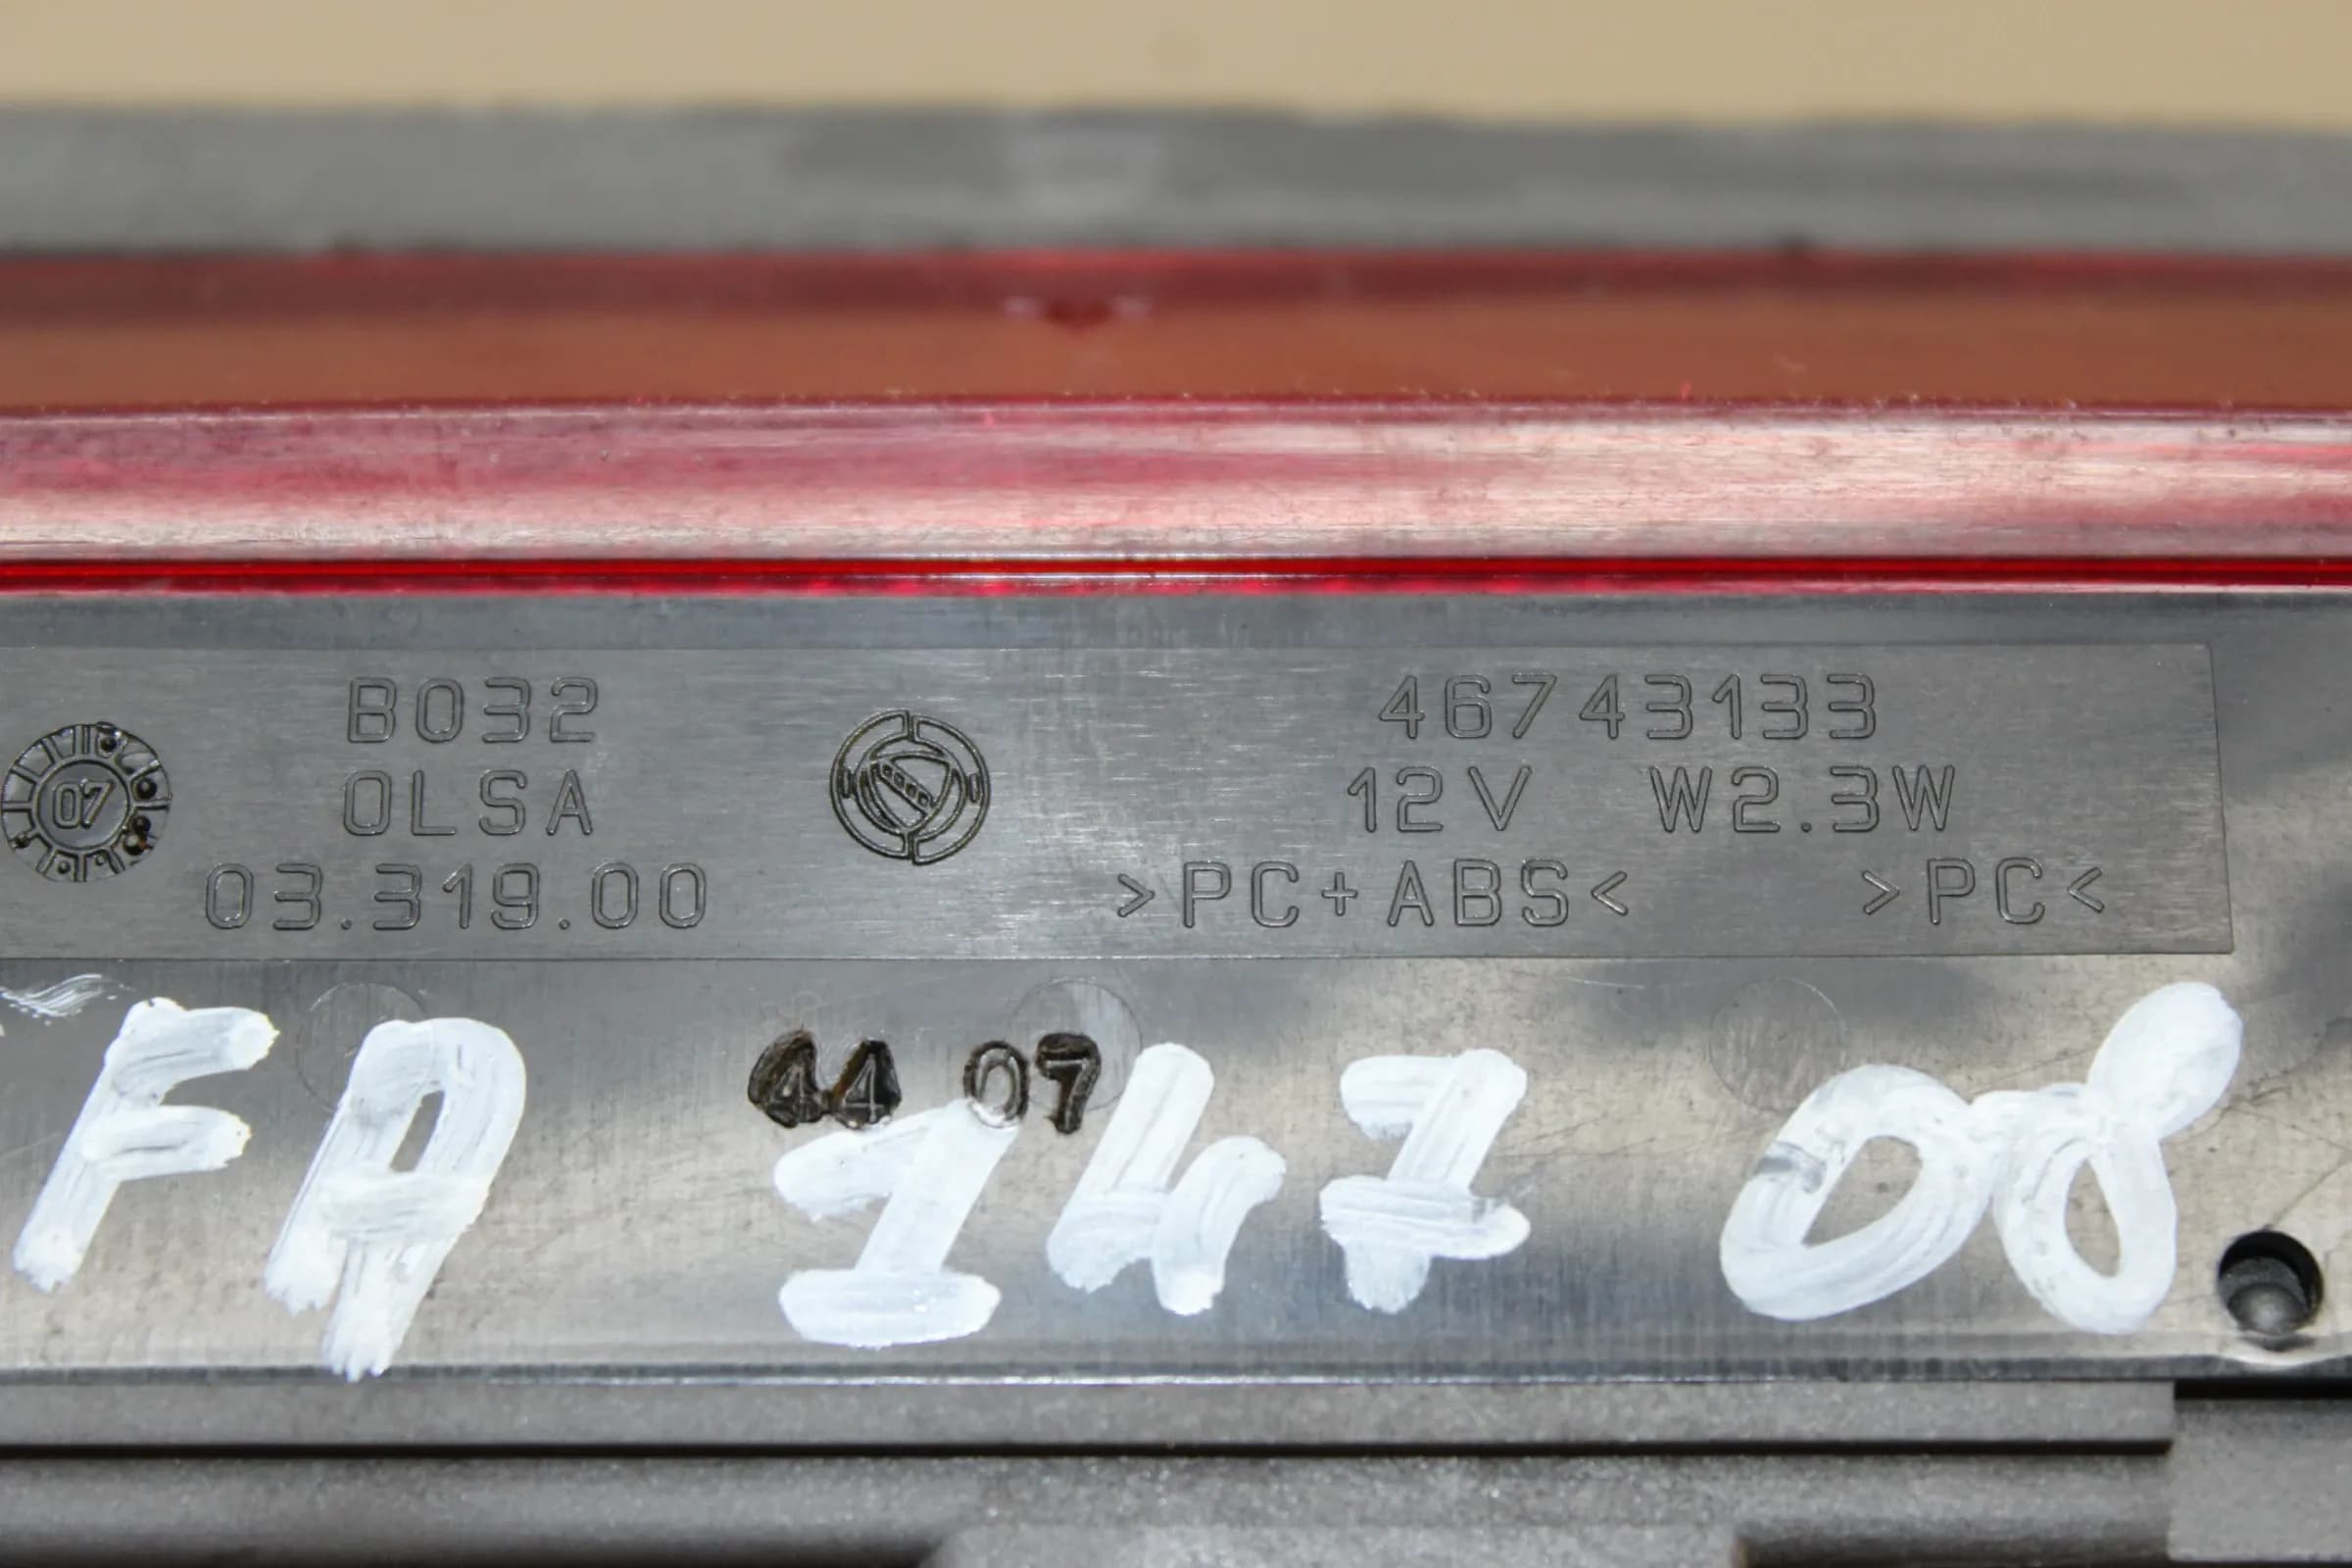 B032
OLSA
03.319.00
07
46743133
12V W2.3W
>PC+ABS< >PC<
44 07
FA 147 08